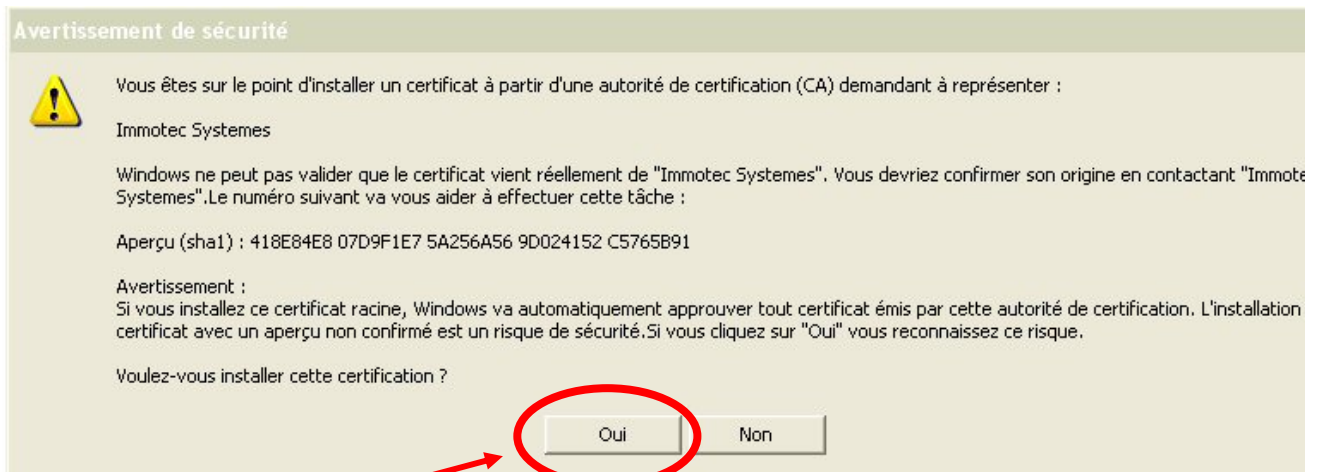 Avertissement de sécurité
Vous êtes sur le point d'installer un certificat à partir d'une autorité de certification (CA) demandant à représenter :
Immotec Systemes
Windows ne peut pas valider que le certificat vient réellement de "Immotec Systemes". Vous devriez confirmer son origine en contactant "Immote
Systemes".Le numéro suivant va vous aider à effectuer cette tâche :
Aperçu (sha1) : 418E84E8 07D9F1E7 5A256A56 9D024152 C5765B91
Avertissement :
Si vous installez ce certificat racine, Windows va automatiquement approuver tout certificat émis par cette autorité de certification. L'installation
certificat avec un aperçu non confirmé est un risque de sécurité.Si vous cliquez sur "Oui" vous reconnaissez ce risque.
Voulez-vous installer cette certification ?
Oui Non